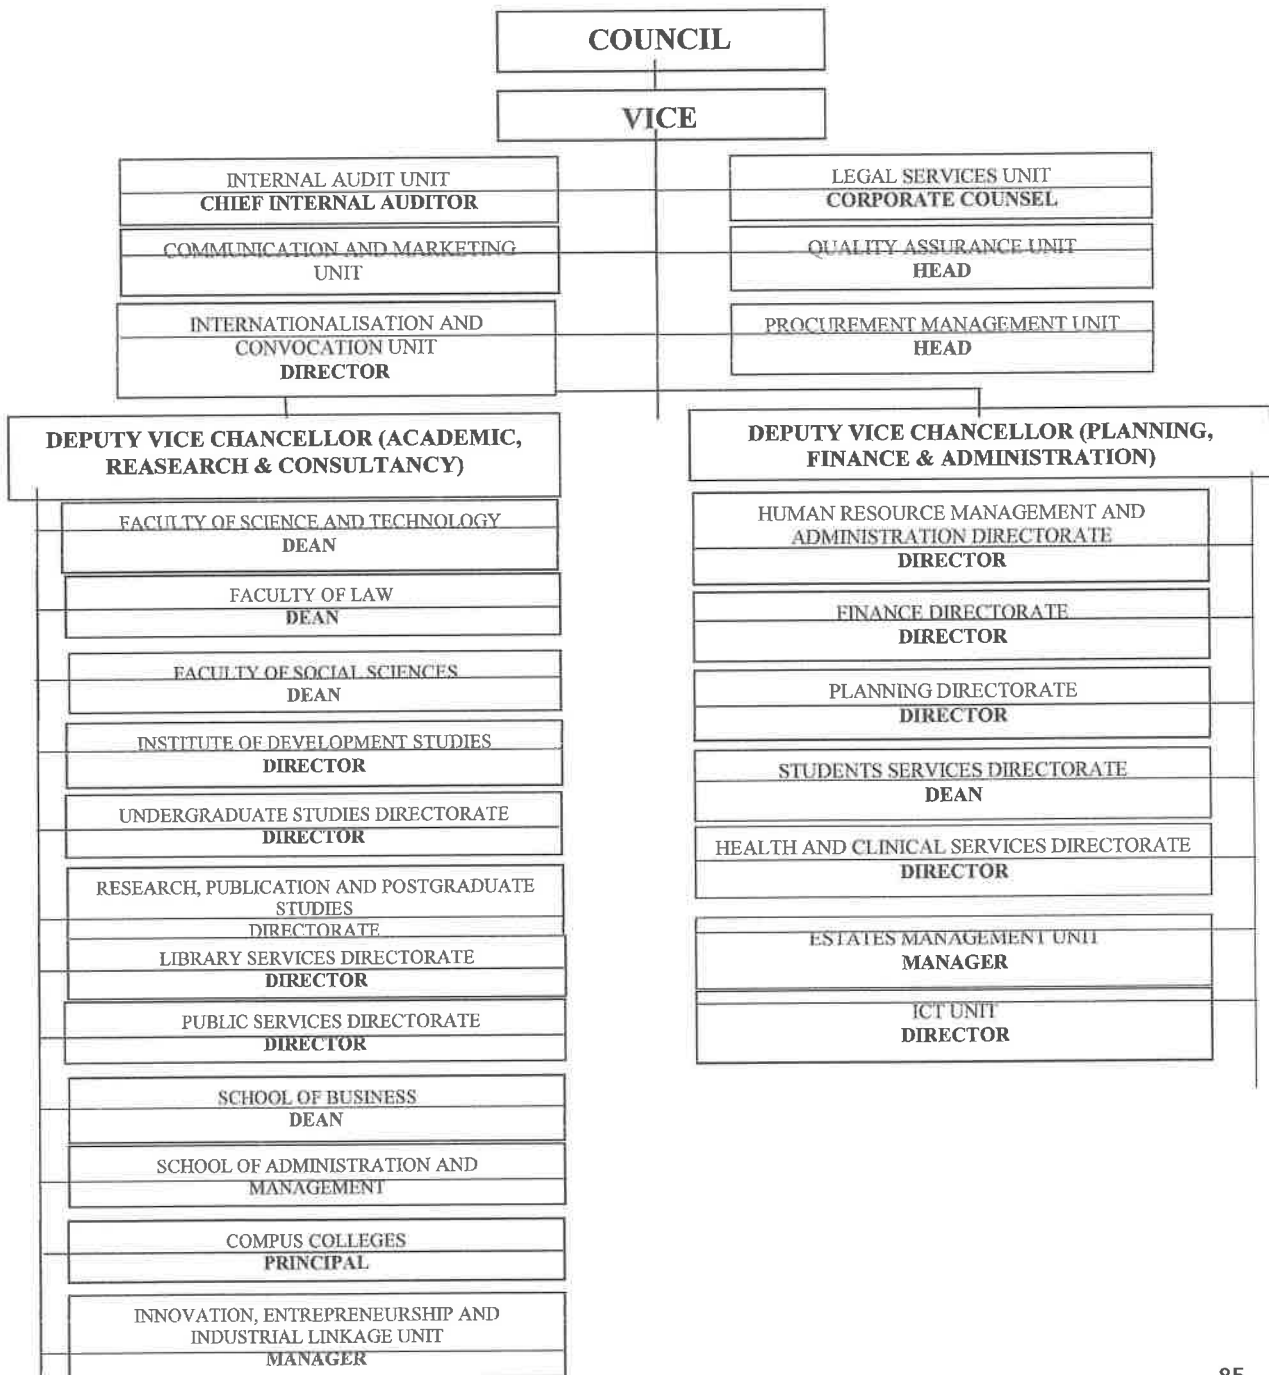 COUNCIL
VICE
INTERNAL AUDIT UNIT
CHIEF INTERNAL AUDITOR
LEGAL SERVICES UNIT
CORPORATE COUNSEL
COMMUNICATION AND MARKETING
UNIT
QUALITY ASSURANCE UNIT
HEAD
INTERNATIONALISATION AND
CONVOCATION UNIT
DIRECTOR
PROCUREMENT MANAGEMENT UNIT
HEAD
DEPUTY VICE CHANCELLOR (ACADEMIC,
REASEARCH & CONSULTANCY)
FACULTY OF SCIENCE AND TECHNOLOGY
DEAN
FACULTY OF LAW
DEAN
FACULTY OF SOCIAL SCIENCES
DEAN
INSTITUTE OF DEVELOPMENT STUDIES
DIRECTOR
UNDERGRADUATE STUDIES DIRECTORATE
DIRECTOR
RESEARCH, PUBLICATION AND POSTGRADUATE
STUDIES
DIRECTORATE
LIBRARY SERVICES DIRECTORATE
DIRECTOR
PUBLIC SERVICES DIRECTORATE
DIRECTOR
SCHOOL OF BUSINESS
DEAN
SCHOOL OF ADMINISTRATION AND
MANAGEMENT
COMPUS COLLEGES
PRINCIPAL
INNOVATION, ENTREPRENEURSHIP AND
INDUSTRIAL LINKAGE UNIT
MANAGER
DEPUTY VICE CHANCELLOR (PLANNING,
FINANCE & ADMINISTRATION)
HUMAN RESOURCE MANAGEMENT AND
ADMINISTRATION DIRECTORATE
DIRECTOR
FINANCE DIRECTORATE
DIRECTOR
PLANNING DIRECTORATE
DIRECTOR
STUDENTS SERVICES DIRECTORATE
DEAN
HEALTH AND CLINICAL SERVICES DIRECTORATE
DIRECTOR
ESTATES MANAGEMENT UNIT
MANAGER
ICT UNIT
DIRECTOR